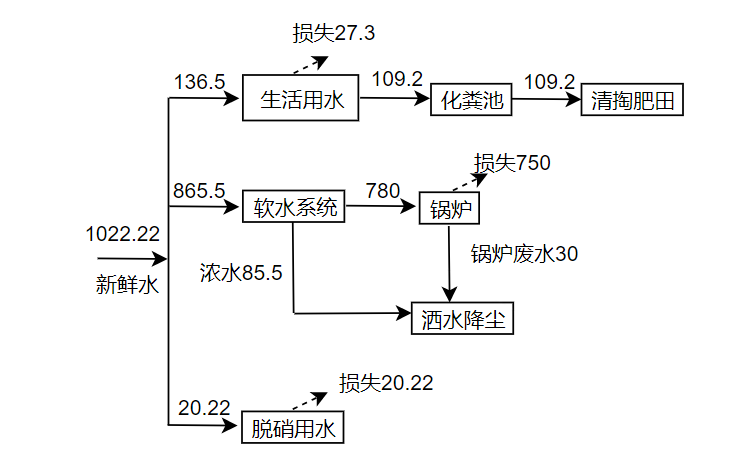 损失27.3
136.5
生活用水
109.2
化粪池
109.2
清掏肥田
损失750
865.5
软水系统
780
锅炉
1022.22
新鲜水
浓水85.5
锅炉废水30
洒水降尘
损失20.22
20.22
脱硝用水